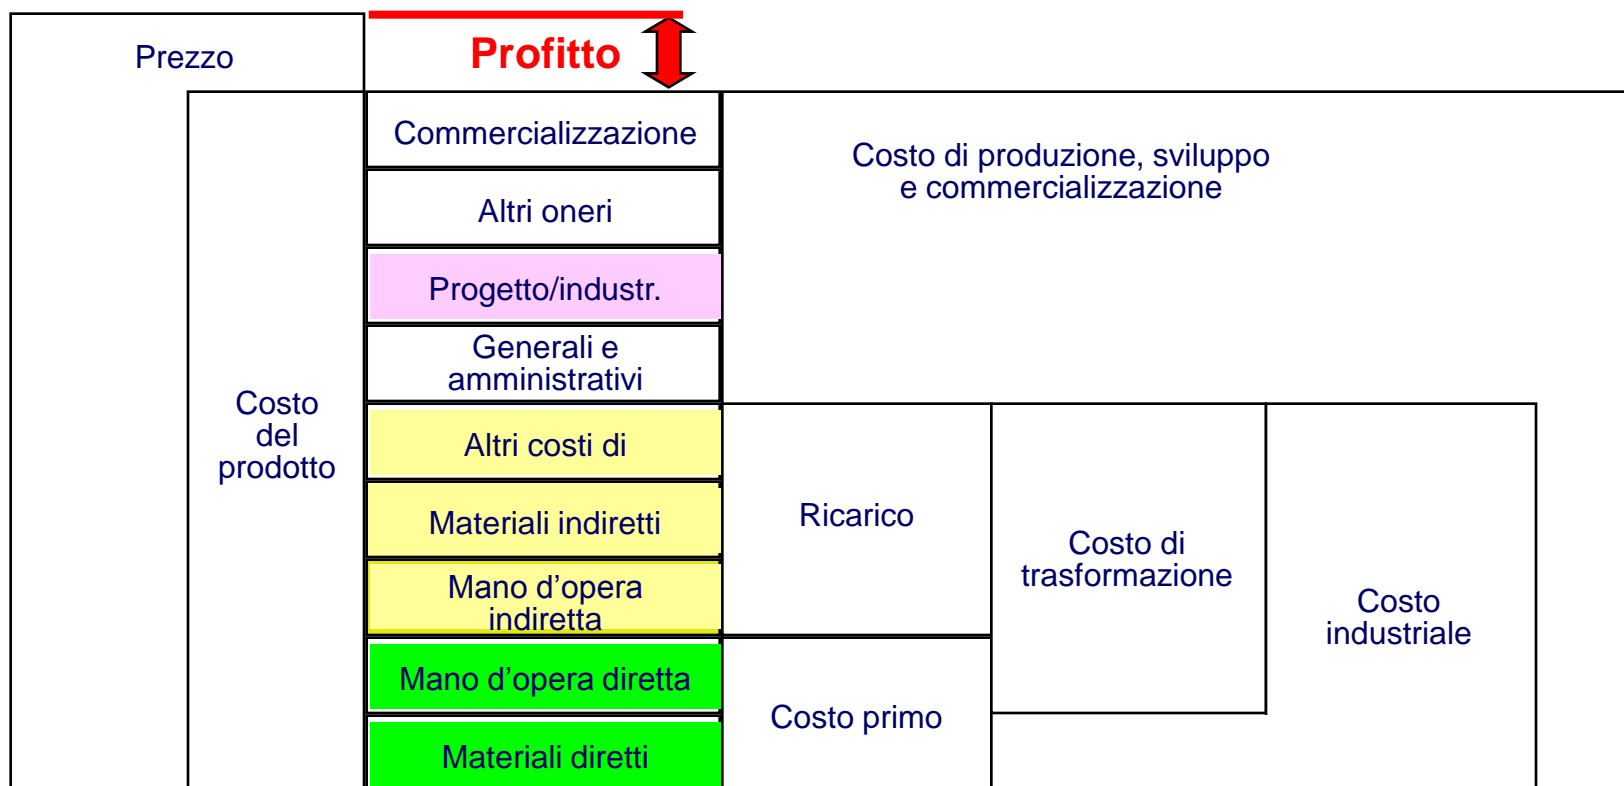 Prezzo
Profitto
Commercializzazione
Costo di produzione, sviluppo
e commercializzazione
Altri oneri
Progetto/industr.
Generali e
amministrativi
Costo
del
prodotto
Altri costi di
Materiali indiretti
Mano d’opera
indiretta
Ricarico
Costo di
trasformazione
Costo
industriale
Mano d’opera diretta
Materiali diretti
Costo primo